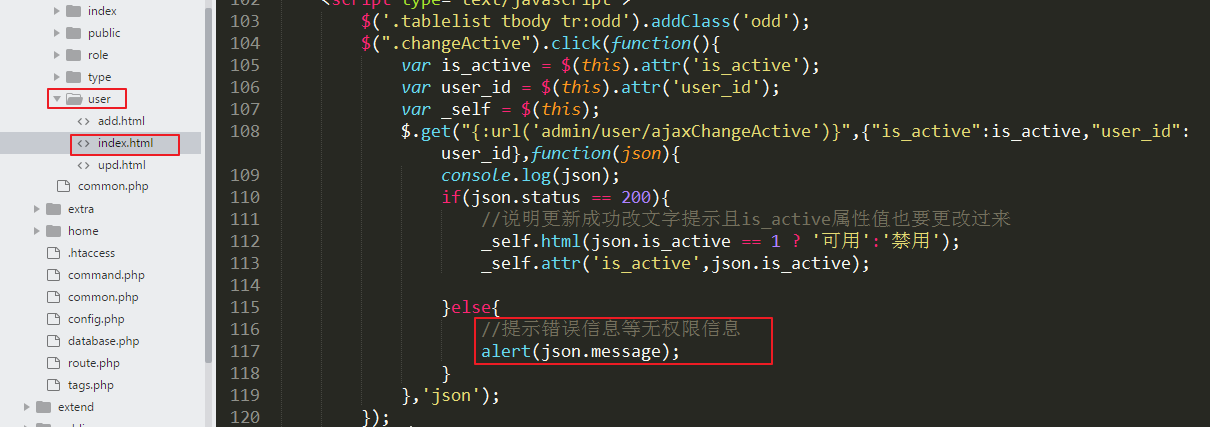 index
public
role
type
user
add.html
index.html
upd.html
common.php
extra
home
.htaccess
command.php
common.php
config.php
database.php
route.php
tags.php
extend
102 <script type="text/javascript">
103 $('.tablelist tbody tr:odd').addClass('odd');
104 $(".changeActive").click(function(){
105 var is_active = $(this).attr('is_active');
106 var user_id = $(this).attr('user_id');
107 var _self = $(this);
108 $.get("{:url('admin/user/ajaxChangeActive')}",{"is_active":is_active,"user_id":
user_id},function(json){
109 console.log(json);
110 if(json.status == 200){
111 //说明更新成功改文字提示且is_active属性值也要更改过来
112 _self.html(json.is_active == 1 ? '可用':'禁用');
113 _self.attr('is_active',json.is_active);
114
115 }else{
116 //提示错误信息等无权限信息
117 alert(json.message);
118 }
119 },'json');
120 });